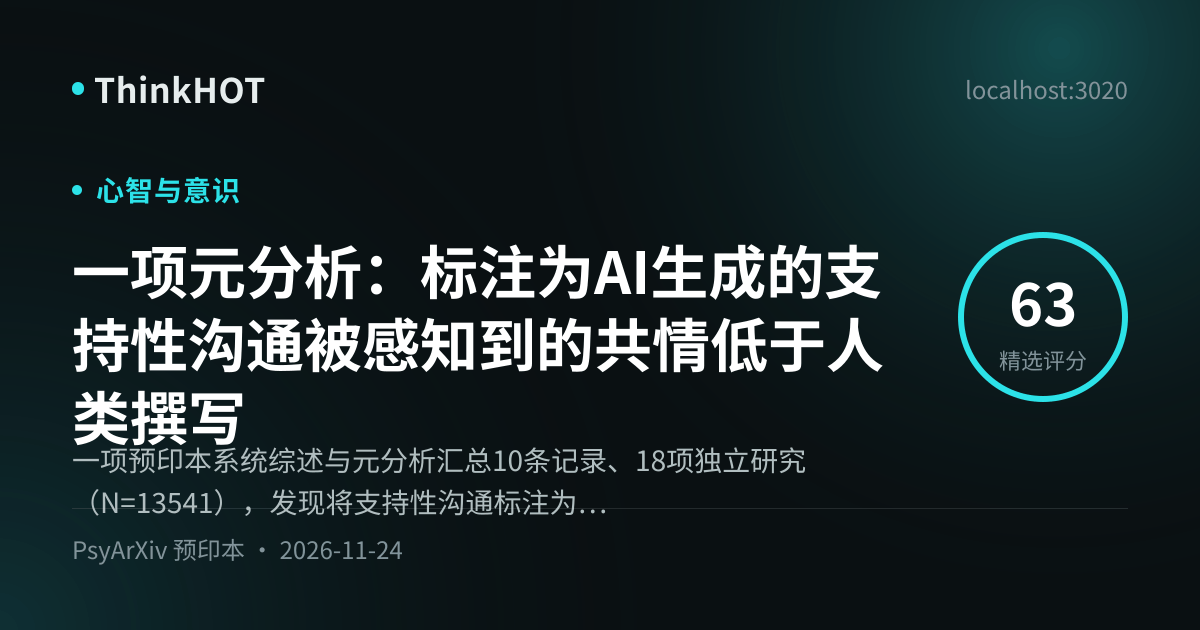 ThinkHOT
localhost:3020
心智与意识
一项元分析：标注为AI生成的支
持性沟通被感知到的共情低于人
类撰写
63
精选评分
一项预印本系统综述与元分析汇总10条记录、18项独立研究
（N=13541），发现将支持性沟通标注为…
PsyArXiv 预印本 · 2026-11-24